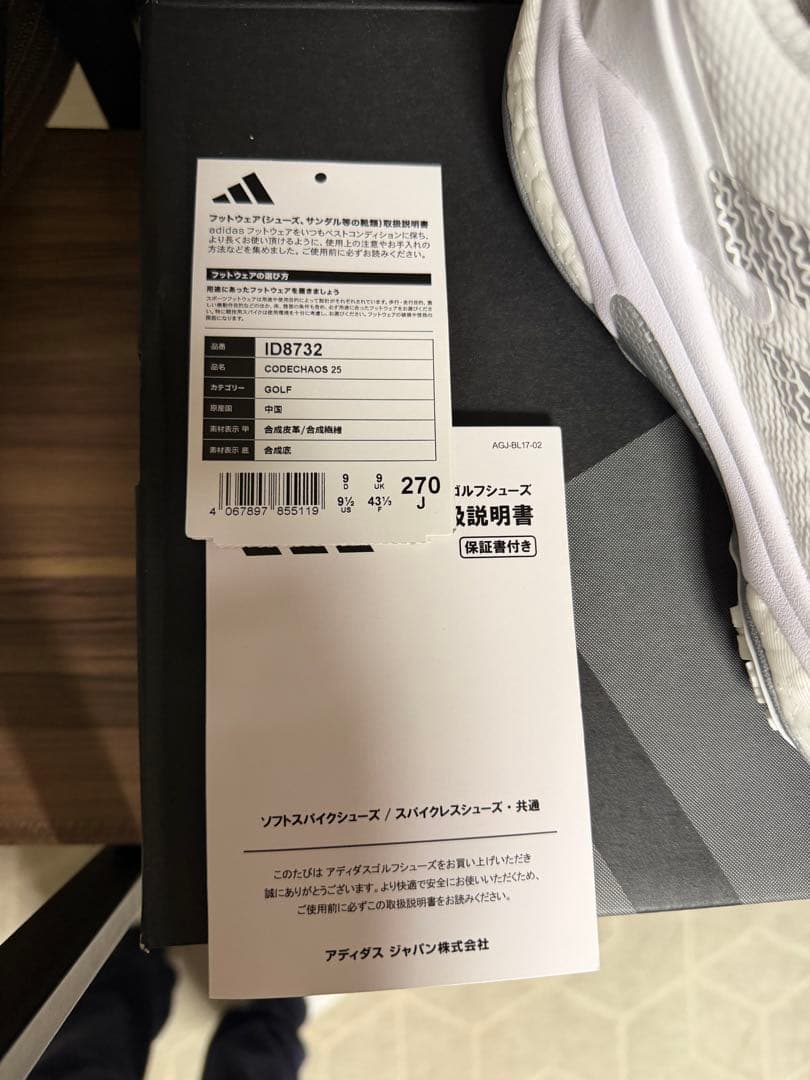 フットウェア(シューズ、サンダル等の靴類)取扱説明書
adidas フットウェアをいつもベストコンディションに保ち、
より長くお使い頂けるように、使用上の注意やお手入れの
方法などを集めました。ご使用前に必ずお読みください。
フットウェアの選び方
用途にあったフットウェアを履きましょう
品番 ID8732
品名 CODECHAOS 25
カテゴリー GOLF
原産国 中国
素材表示 甲 合成皮革/合成繊維
素材表示 底 合成底
4 067897 855119
9 D 9 UK 270 J
9½ US 43⅓ F
AGJ-BL17-02
ゴルフシューズ
扱説明書
保証書付き
ソフトスパイクシューズ / スパイクレスシューズ・共通
このたびは アディダスゴルフシューズをお買い上げいただき
誠にありがとうございます。より快適で安全にお使いいただくため、
ご使用前に必ずこの取扱説明書をお読みください。
アディダス ジャパン株式会社